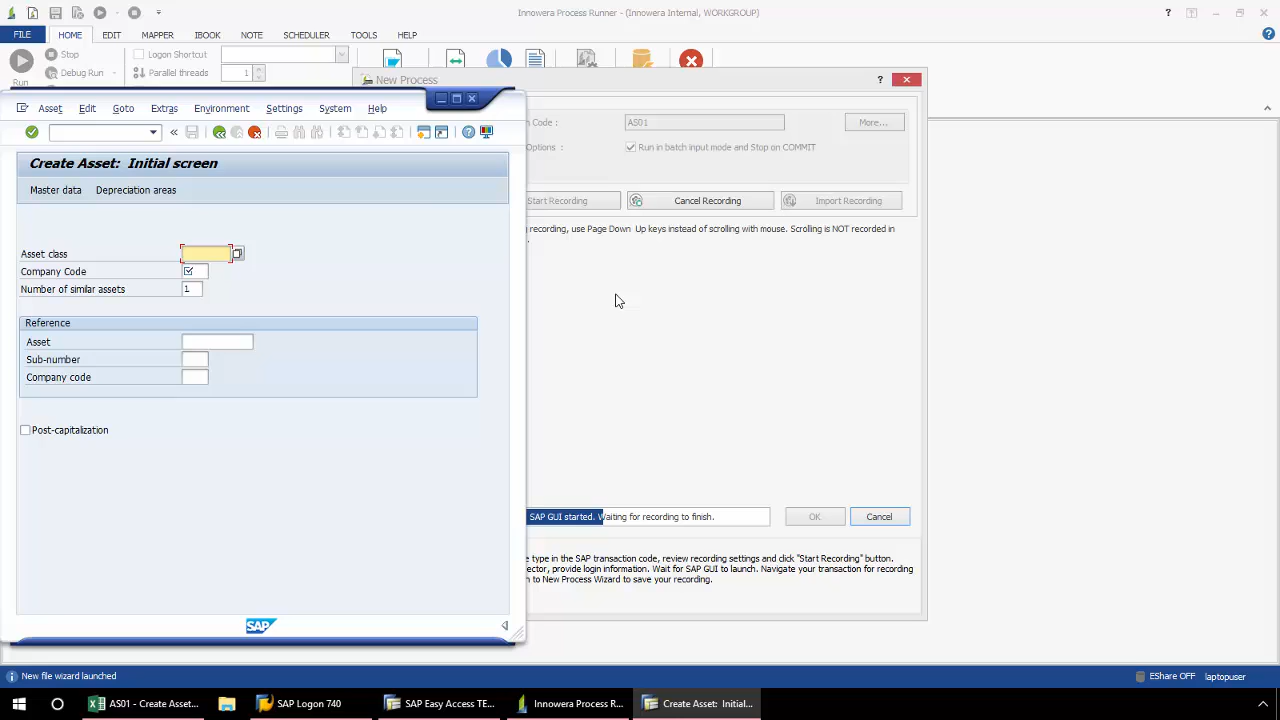 Innowera Process Runner - (Innowera Internal, WORKGROUP)
FILE HOME EDIT MAPPER IBOOK NOTE SCHEDULER TOOLS HELP
Run
Stop
Debug Run
Logon Shortcut
Parallel threads 1
New Process
Code : AS01 More...
Options : Run in batch input mode and Stop on COMMIT
Start Recording Cancel Recording Import Recording
recording, use Page Down Up keys instead of scrolling with mouse. Scrolling is NOT recorded in
SAP GUI started. Waiting for recording to finish. OK Cancel
type in the SAP transaction code, review recording settings and click "Start Recording" button.
provide login information. Wait for SAP GUI to launch. Navigate your transaction for recording
to New Process Wizard to save your recording.
Asset Edit Goto Extras Environment Settings System Help
Create Asset: Initial screen
Master data Depreciation areas
Asset class
Company Code
Number of similar assets 1
Reference
Asset
Sub-number
Company code
Post-capitalization
SAP
New file wizard launched EShare OFF laptopuser
AS01 - Create Asset... SAP Logon 740 SAP Easy Access TE... Innowera Process R... Create Asset: Initial...